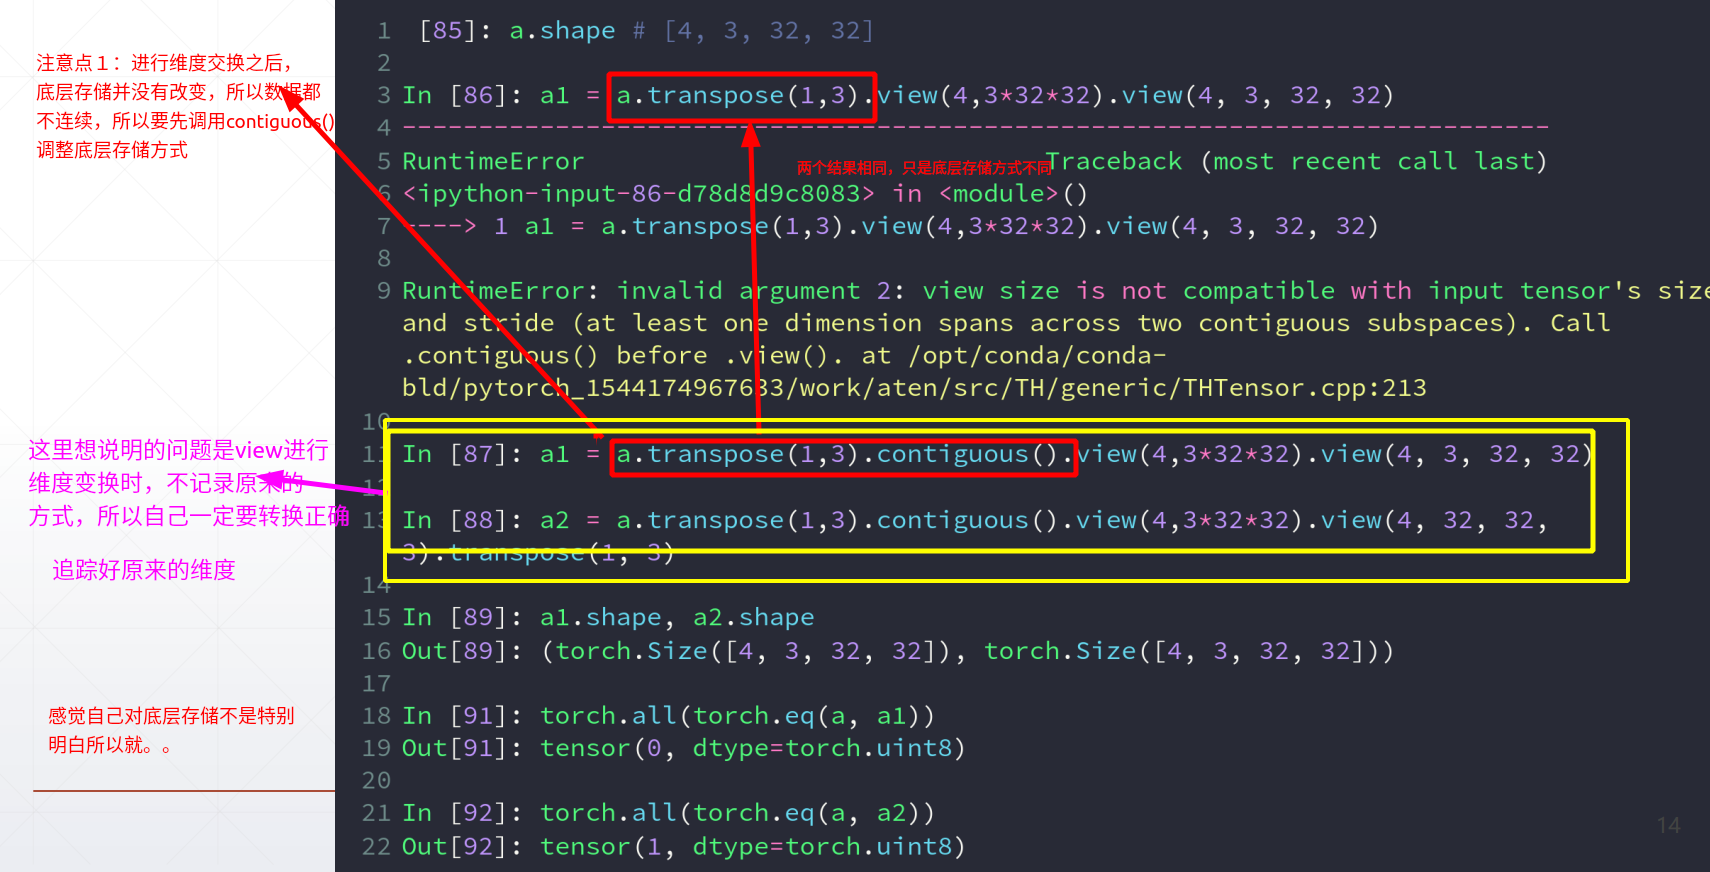 注意点１：进行维度交换之后，
底层存储并没有改变，所以数据都
不连续，所以要先调用contiguous()
调整底层存储方式
这里想说明的问题是view进行
维度变换时，不记录原来的
方式，所以自己一定要转换正确
追踪好原来的维度
感觉自己对底层存储不是特别
明白所以就。。
1 [85]: a.shape # [4, 3, 32, 32]
2
3 In [86]: a1 = a.transpose(1,3).view(4,3*32*32).view(4, 3, 32, 32)
4 ---------------------------------------------------------------------------
两个结果相同，只是底层存储方式不同
5 RuntimeError Traceback (most recent call last)
6 <ipython-input-86-d78d8d9c8083> in <module>()
7 ----> 1 a1 = a.transpose(1,3).view(4,3*32*32).view(4, 3, 32, 32)
8
9 RuntimeError: invalid argument 2: view size is not compatible with input tensor's size
and stride (at least one dimension spans across two contiguous subspaces). Call
.contiguous() before .view(). at /opt/conda/conda-
bld/pytorch_1544174967633/work/aten/src/TH/generic/THTensor.cpp:213
10
11 In [87]: a1 = a.transpose(1,3).contiguous().view(4,3*32*32).view(4, 3, 32, 32)
12
13 In [88]: a2 = a.transpose(1,3).contiguous().view(4,3*32*32).view(4, 32, 32,
3).transpose(1, 3)
14
15 In [89]: a1.shape, a2.shape
16 Out[89]: (torch.Size([4, 3, 32, 32]), torch.Size([4, 3, 32, 32]))
17
18 In [91]: torch.all(torch.eq(a, a1))
19 Out[91]: tensor(0, dtype=torch.uint8)
20
21 In [92]: torch.all(torch.eq(a, a2))
22 Out[92]: tensor(1, dtype=torch.uint8)
14